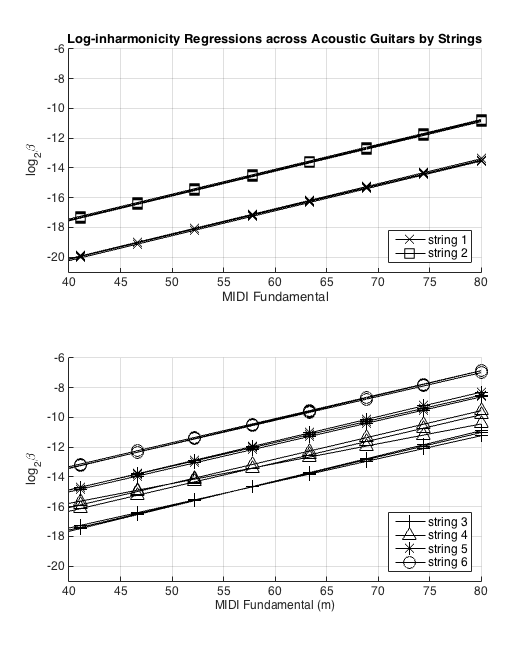 Log-inharmonicity Regressions across Acoustic Guitars by Strings
-6
-8
-10
-12
-14
-16
-18
-20
log2β
40 45 50 55 60 65 70 75 80
MIDI Fundamental
string 1
string 2
-6
-8
-10
-12
-14
-16
-18
-20
log2β
40 45 50 55 60 65 70 75 80
MIDI Fundamental (m)
string 3
string 4
string 5
string 6